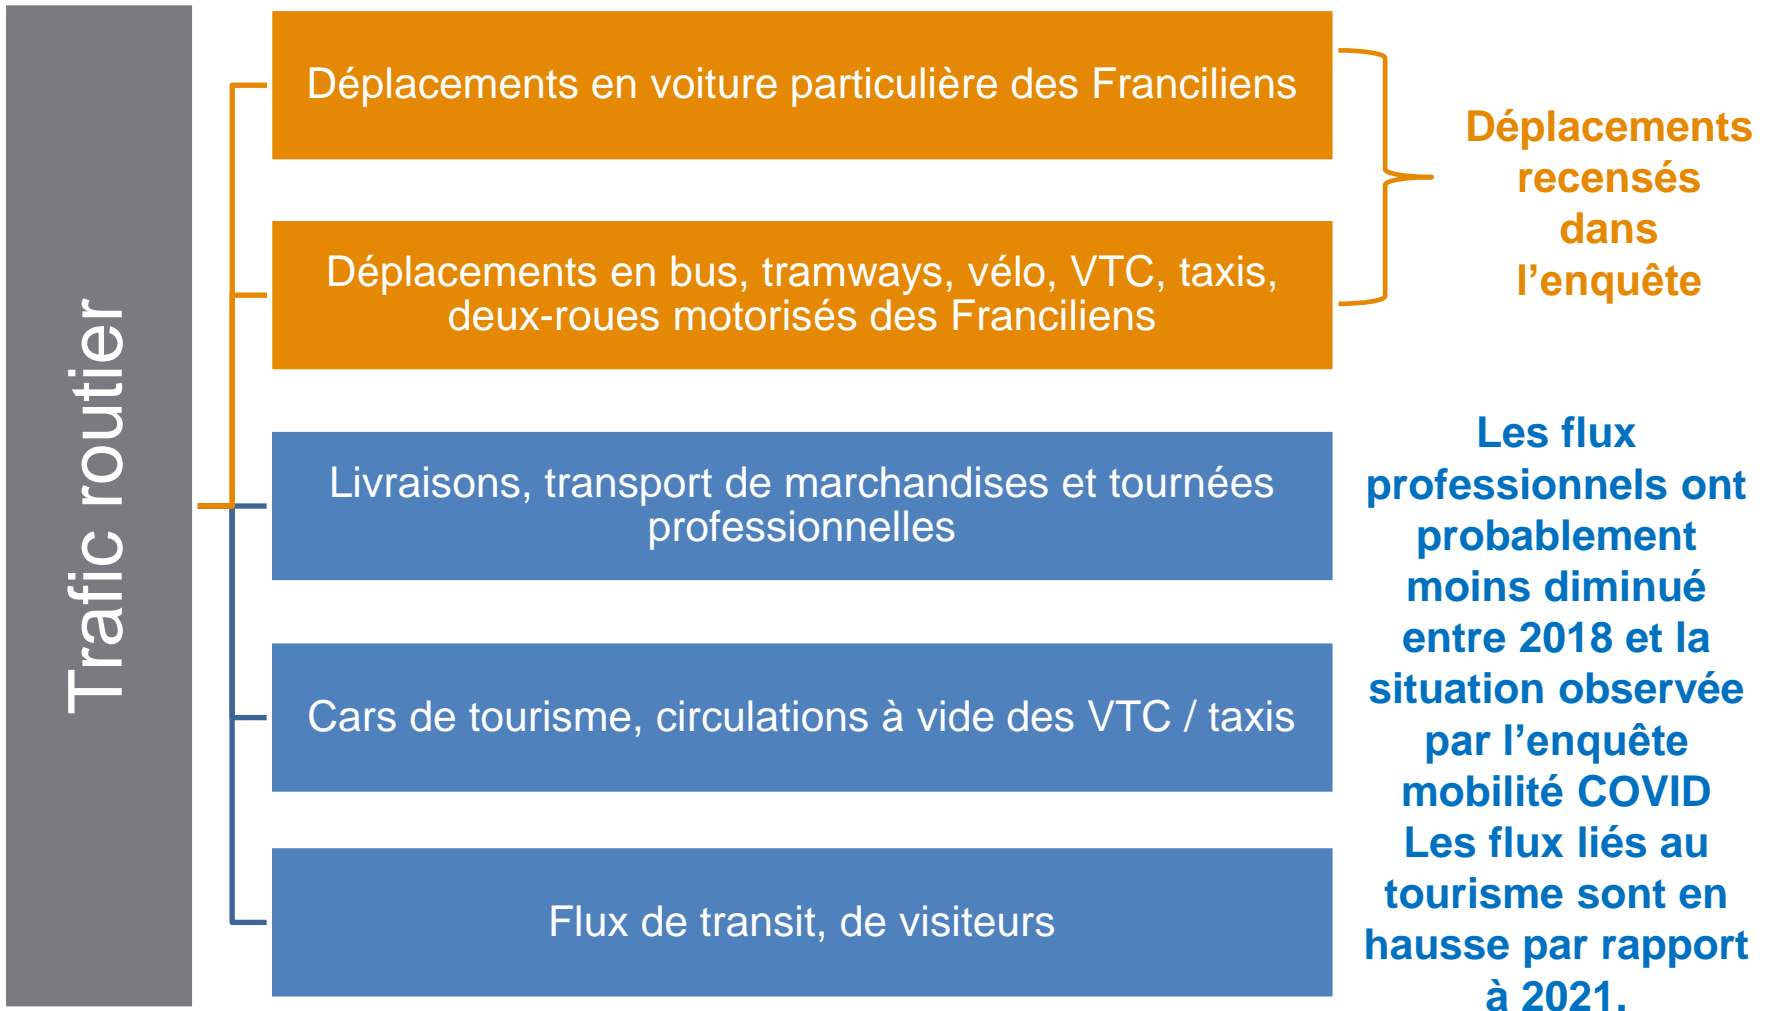 Trafic routier
Déplacements en voiture particulière des Franciliens
Déplacements en bus, tramways, vélo, VTC, taxis,
deux-roues motorisés des Franciliens
Déplacements
recensés
dans
l’enquête
Livraisons, transport de marchandises et tournées
professionnelles
Cars de tourisme, circulations à vide des VTC / taxis
Flux de transit, de visiteurs
Les flux
professionnels ont
probablement
moins diminué
entre 2018 et la
situation observée
par l’enquête
mobilité COVID
Les flux liés au
tourisme sont en
hausse par rapport
à 2021.